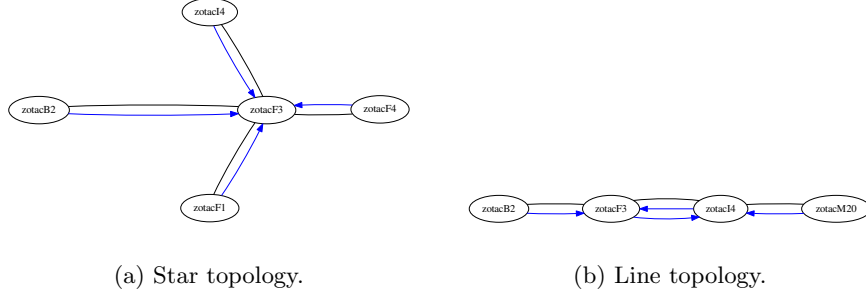 zotacI4
zotacB2
zotacF3
zotacF4
zotacF1
zotacB2
zotacF3
zotacI4
zotacM20
(a) Star topology.
(b) Line topology.